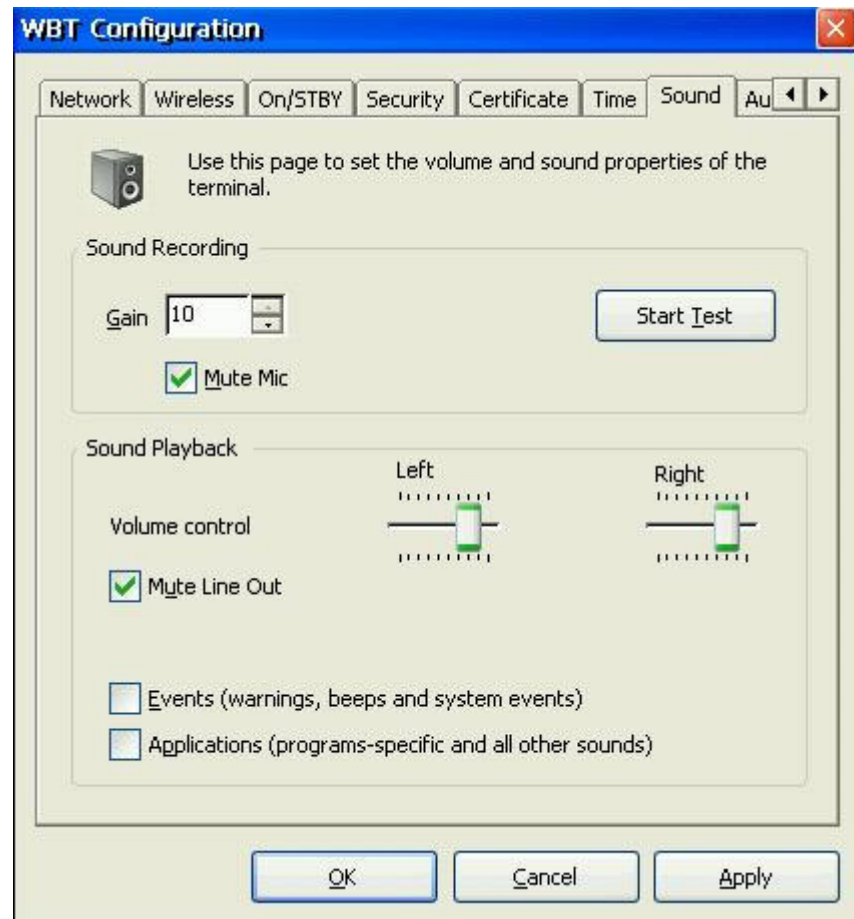 WBT Configuration
Network Wireless On/STBY Security Certificate Time Sound Au
Use this page to set the volume and sound properties of the
terminal.
Sound Recording
Gain 10 Start Test
Mute Mic
Sound Playback
Left Right
Volume control
Mute Line Out
Events (warnings, beeps and system events)
Applications (programs-specific and all other sounds)
OK Cancel Apply